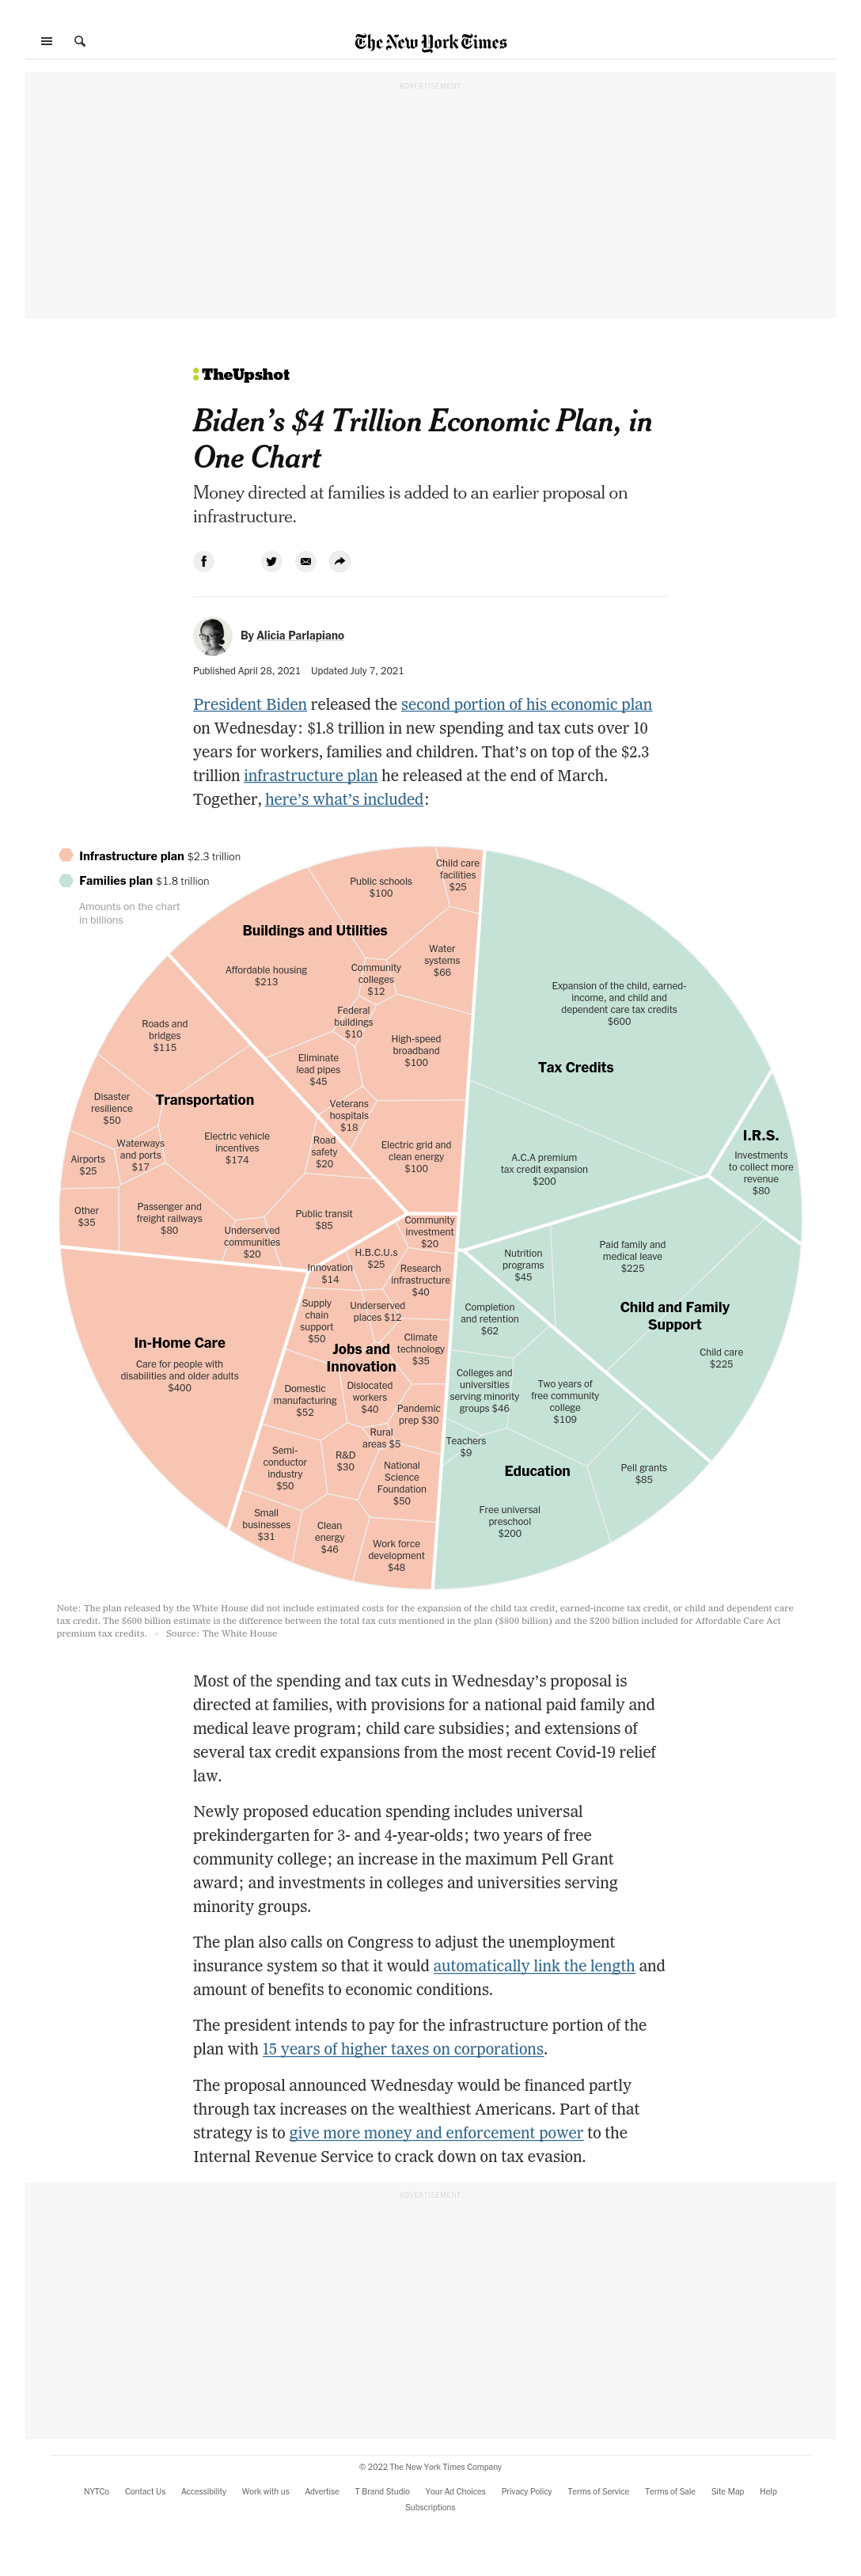 The New York Times
ADVERTISEMENT
TheUpshot
Biden's $4 Trillion Economic Plan, in
One Chart
Money directed at families is added to an earlier proposal on
infrastructure.
By Alicia Parlapiano
Published April 28, 2021 Updated July 7, 2021
President Biden released the second portion of his economic plan
on Wednesday: $1.8 trillion in new spending and tax cuts over 10
years for workers, families and children. That's on top of the $2.3
trillion infrastructure plan he released at the end of March.
Together, here's what's included:
Infrastructure plan $2.3 trillion
Families plan $1.8 trillion
Amounts on the chart
in billions
Buildings and Utilities
Public schools
$100
Child care
facilities
$25
Affordable housing
$213
Community
colleges
$12
Water
systems
$66
Federal
buildings
$10
High-speed
broadband
$100
Eliminate
lead pipes
$45
Veterans
hospitals
$18
Electric grid and
clean energy
$100
Transportation
Roads and
bridges
$115
Disaster
resilience
$50
Waterways
and ports
$17
Electric vehicle
incentives
$174
Road
safety
$20
Airports
$25
Other
$35
Passenger and
freight railways
$80
Underserved
communities
$20
Public transit
$85
In-Home Care
Care for people with
disabilities and older adults
$400
Jobs and
Innovation
Community
investment
$20
H.B.C.U.s
$25
Innovation
$14
Research
infrastructure
$40
Supply
chain
support
$50
Underserved
places $12
Climate
technology
$35
Domestic
manufacturing
$52
Dislocated
workers
$40
Pandemic
prep $30
Rural
areas $5
Semi-
conductor
industry
$50
R&D
$30
National
Science
Foundation
$50
Small
businesses
$31
Clean
energy
$46
Work force
development
$48
Tax Credits
Expansion of the child, earned-
income, and child and
dependent care tax credits
$600
A.C.A premium
tax credit expansion
$200
I.R.S.
Investments
to collect more
revenue
$80
Child and Family
Support
Nutrition
programs
$45
Paid family and
medical leave
$225
Child care
$225
Education
Completion
and retention
$62
Colleges and
universities
serving minority
groups $46
Two years of
free community
college
$109
Teachers
$9
Pell grants
$85
Free universal
preschool
$200
Note: The plan released by the White House did not include estimated costs for the expansion of the child tax credit, earned-income tax credit, or child and dependent care
tax credit. The $600 billion estimate is the difference between the total tax cuts mentioned in the plan ($800 billion) and the $200 billion included for Affordable Care Act
premium tax credits. • Source: The White House
Most of the spending and tax cuts in Wednesday's proposal is
directed at families, with provisions for a national paid family and
medical leave program; child care subsidies; and extensions of
several tax credit expansions from the most recent Covid-19 relief
law.
Newly proposed education spending includes universal
prekindergarten for 3- and 4-year-olds; two years of free
community college; an increase in the maximum Pell Grant
award; and investments in colleges and universities serving
minority groups.
The plan also calls on Congress to adjust the unemployment
insurance system so that it would automatically link the length and
amount of benefits to economic conditions.
The president intends to pay for the infrastructure portion of the
plan with 15 years of higher taxes on corporations.
The proposal announced Wednesday would be financed partly
through tax increases on the wealthiest Americans. Part of that
strategy is to give more money and enforcement power to the
Internal Revenue Service to crack down on tax evasion.
ADVERTISEMENT
© 2022 The New York Times Company
NYTCo Contact Us Accessibility Work with us Advertise T Brand Studio Your Ad Choices Privacy Policy Terms of Service Terms of Sale Site Map Help
Subscriptions